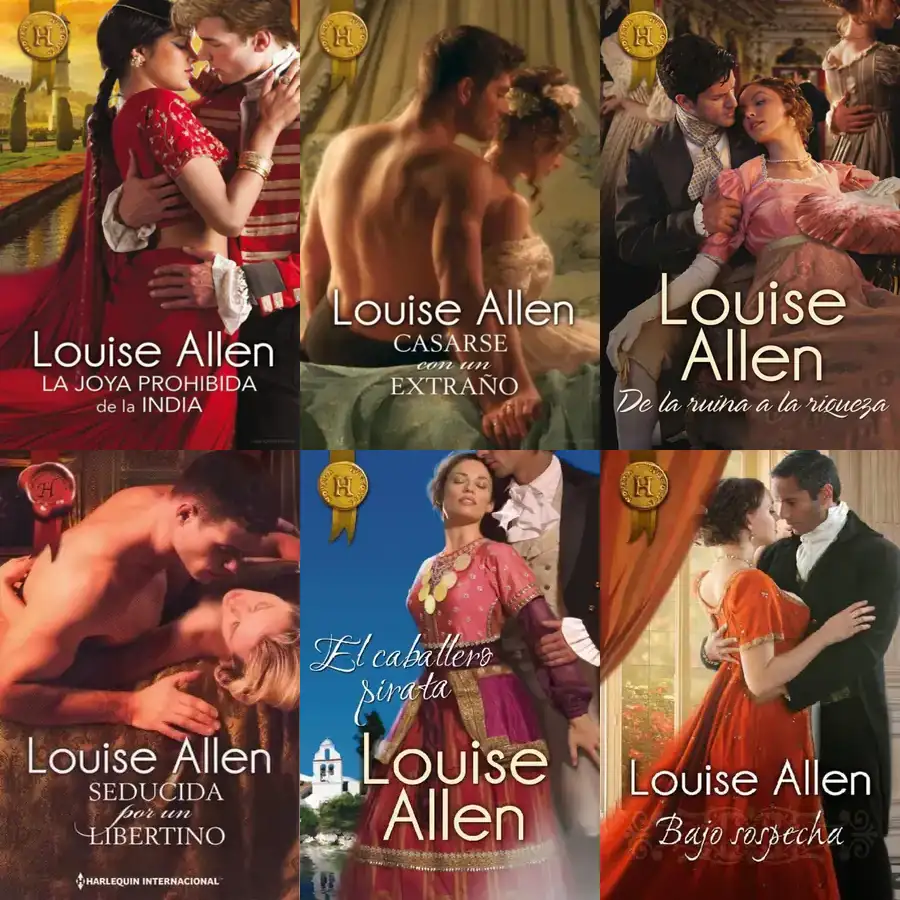 Louise Allen
LA JOYA PROHIBIDA
de la INDIA
Louise Allen
CASARSE
con un
EXTRAÑO
Louise
Allen
De la ruina a la riqueza
Louise Allen
SEDUCIDA
por un
LIBERTINO
HARLEQUIN INTERNACIONAL
El caballero
pirata
Louise
Allen
Louise Allen
Bajo sospecha